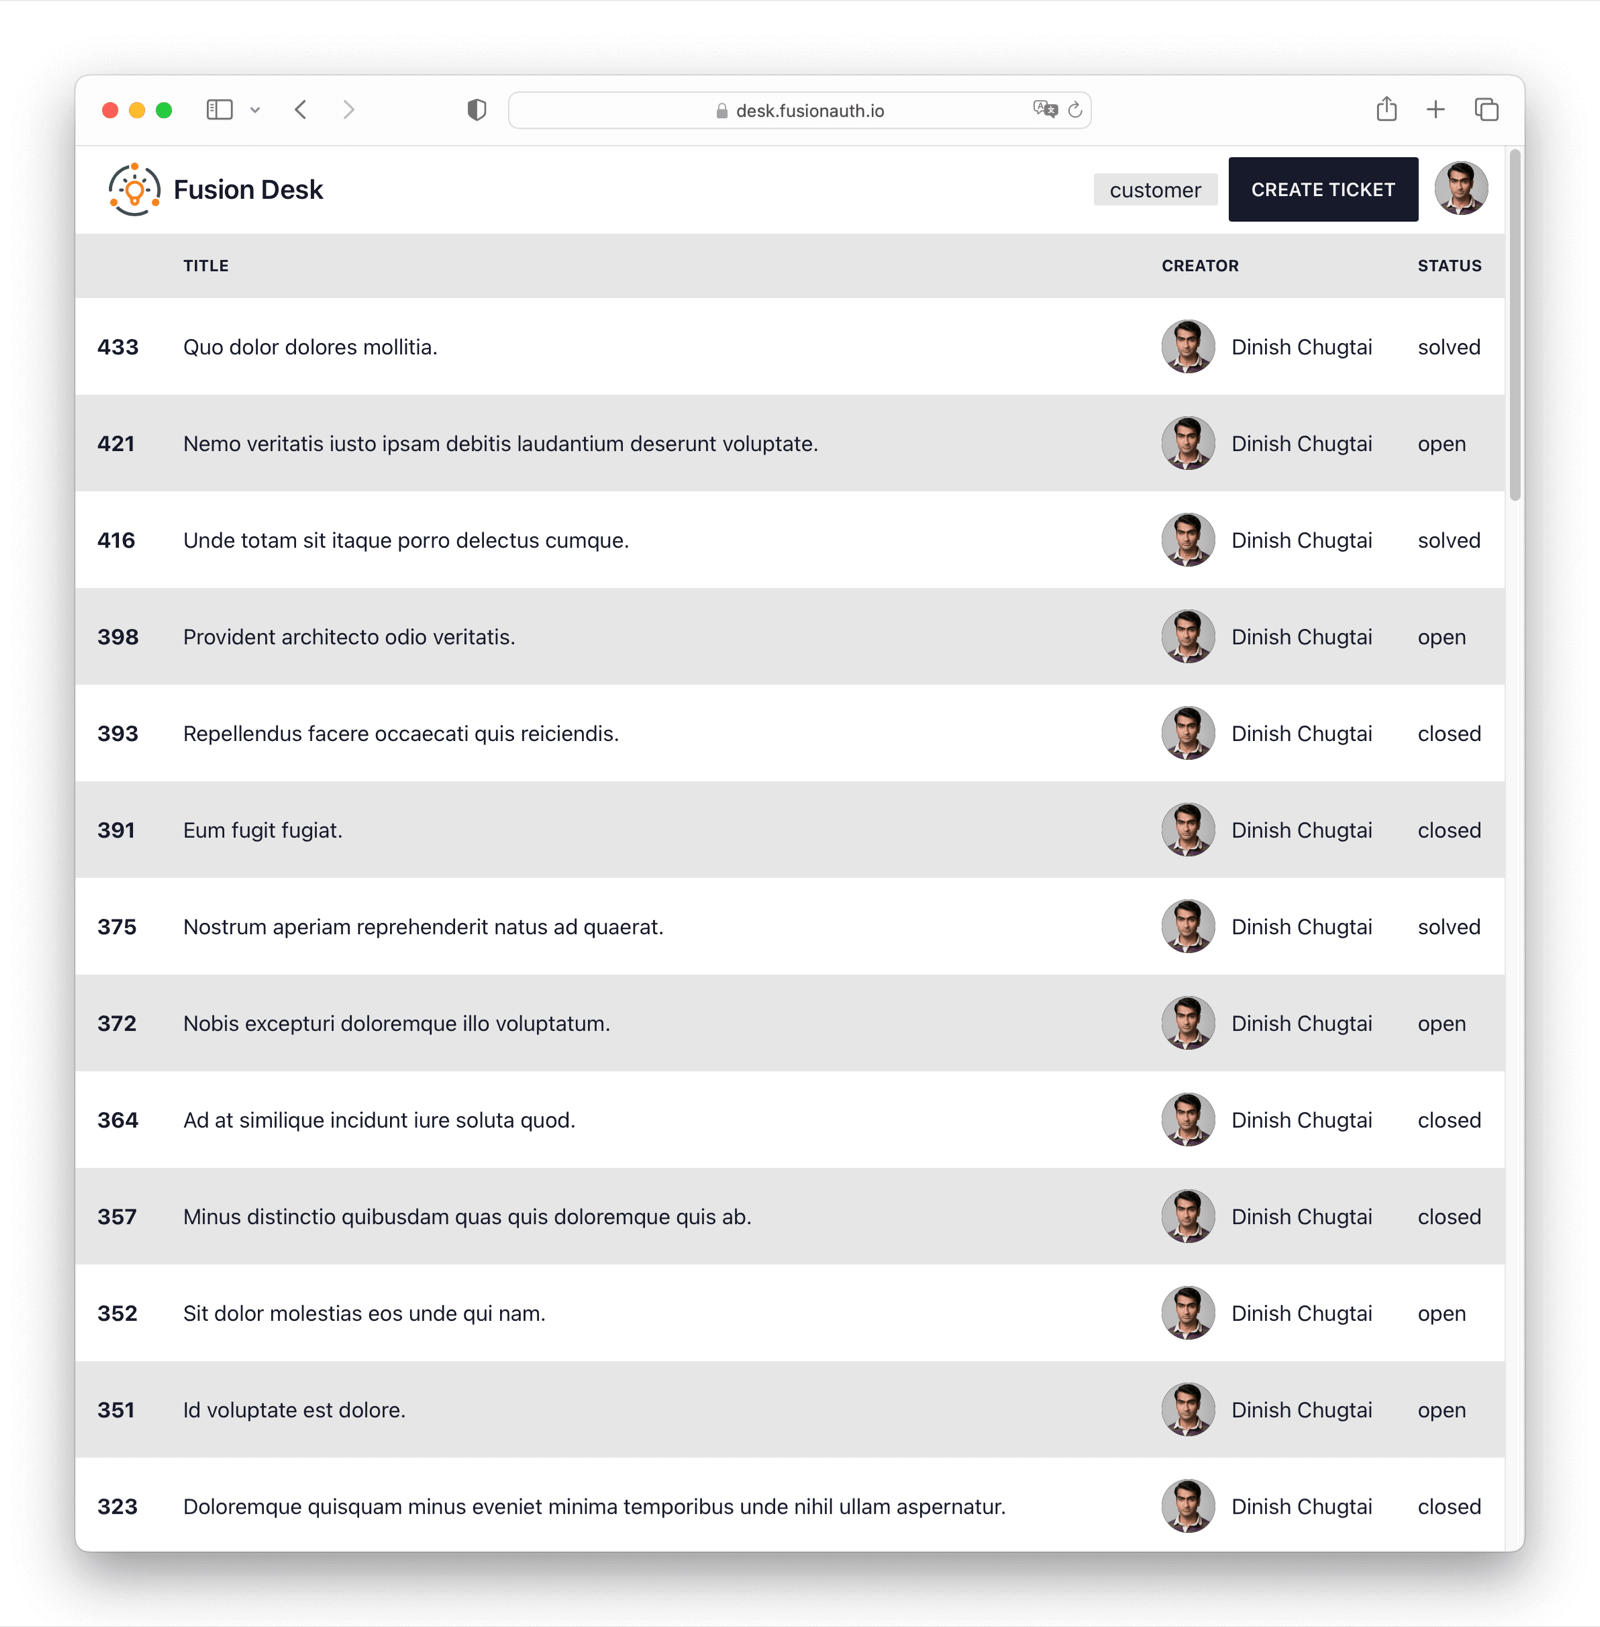 desk.fusionauth.io
Fusion Desk
customer
CREATE TICKET
TITLE CREATOR STATUS
433 Quo dolor dolores mollitia. Dinish Chugtai solved
421 Nemo veritatis iusto ipsam debitis laudantium deserunt voluptate. Dinish Chugtai open
416 Unde totam sit itaque porro delectus cumque. Dinish Chugtai solved
398 Provident architecto odio veritatis. Dinish Chugtai open
393 Repellendus facere occaecati quis reiciendis. Dinish Chugtai closed
391 Eum fugit fugiat. Dinish Chugtai closed
375 Nostrum aperiam reprehenderit natus ad quaerat. Dinish Chugtai solved
372 Nobis excepturi doloremque illo voluptatum. Dinish Chugtai open
364 Ad at similique incidunt iure soluta quod. Dinish Chugtai closed
357 Minus distinctio quibusdam quas quis doloremque quis ab. Dinish Chugtai closed
352 Sit dolor molestias eos unde qui nam. Dinish Chugtai open
351 Id voluptate est dolore. Dinish Chugtai open
323 Doloremque quisquam minus eveniet minima temporibus unde nihil ullam aspernatur. Dinish Chugtai closed